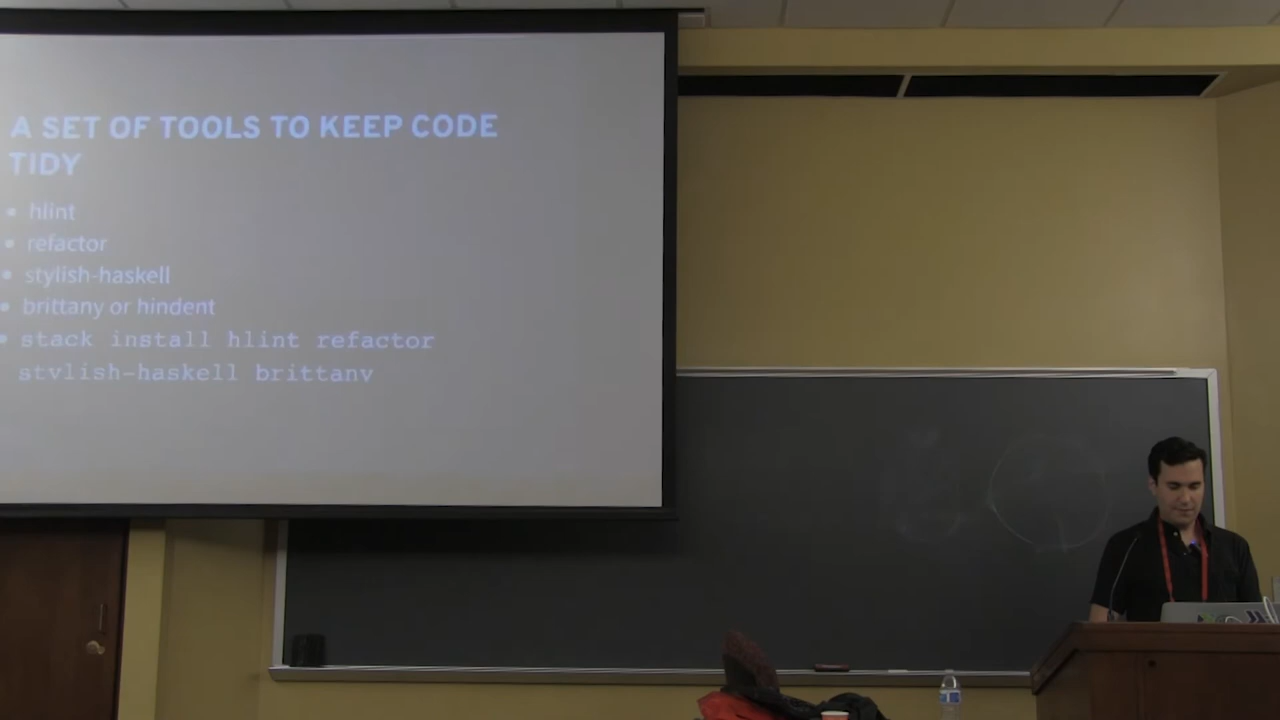 A SET OF TOOLS TO KEEP CODE
TIDY
• hlint
• refactor
• stylish-haskell
• brittany or hindent
• stack install hlint refactor
stylish-haskell brittany